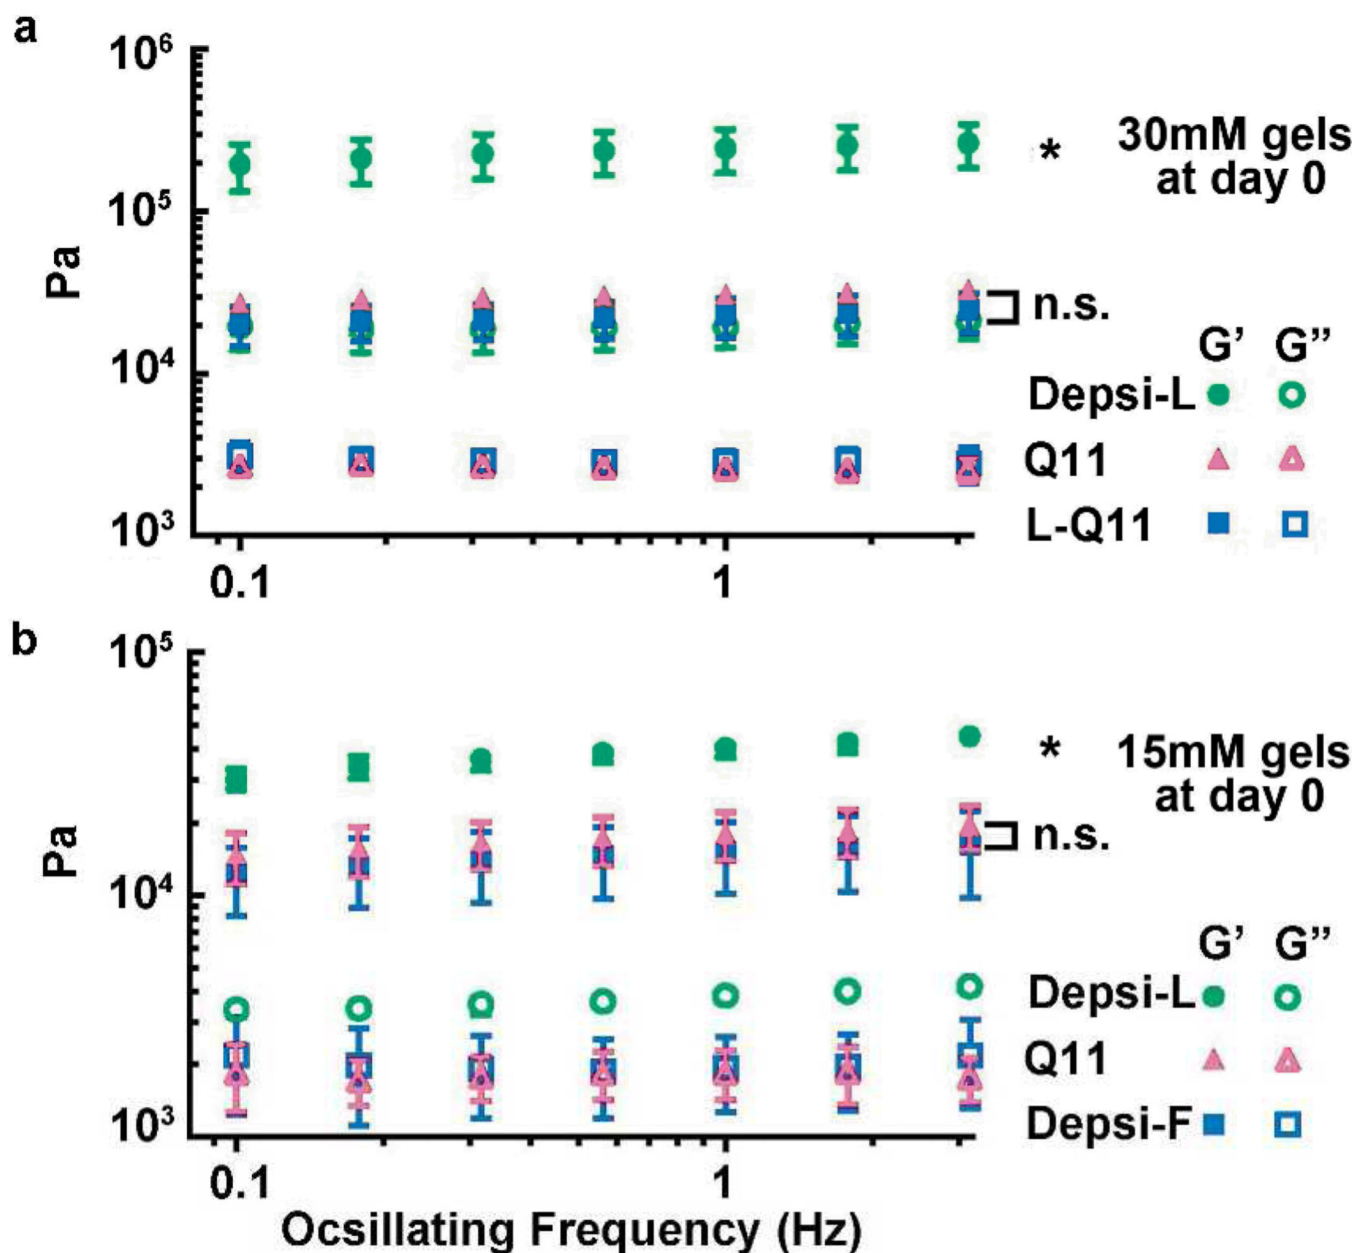 a
10⁶
10⁵
10⁴
10³
Pa
0.1 1
* 30mM gels
at day 0
n.s.
G’ G”
Depsi-L
Q11
L-Q11
b
10⁵
10⁴
10³
Pa
0.1 1
* 15mM gels
at day 0
n.s.
G’ G”
Depsi-L
Q11
Depsi-F
Ocsillating Frequency (Hz)